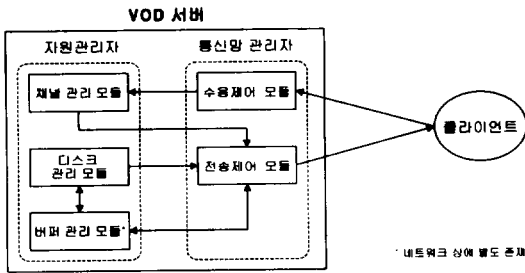 VOD 서버
자원관리자
통신망 관리자
채널 관리 모듈
수용제어 모듈
클라이언트
디스크
관리 모듈
전송제어 모듈
버퍼 관리 모듈*
* 네트워크 상에 별도 존재